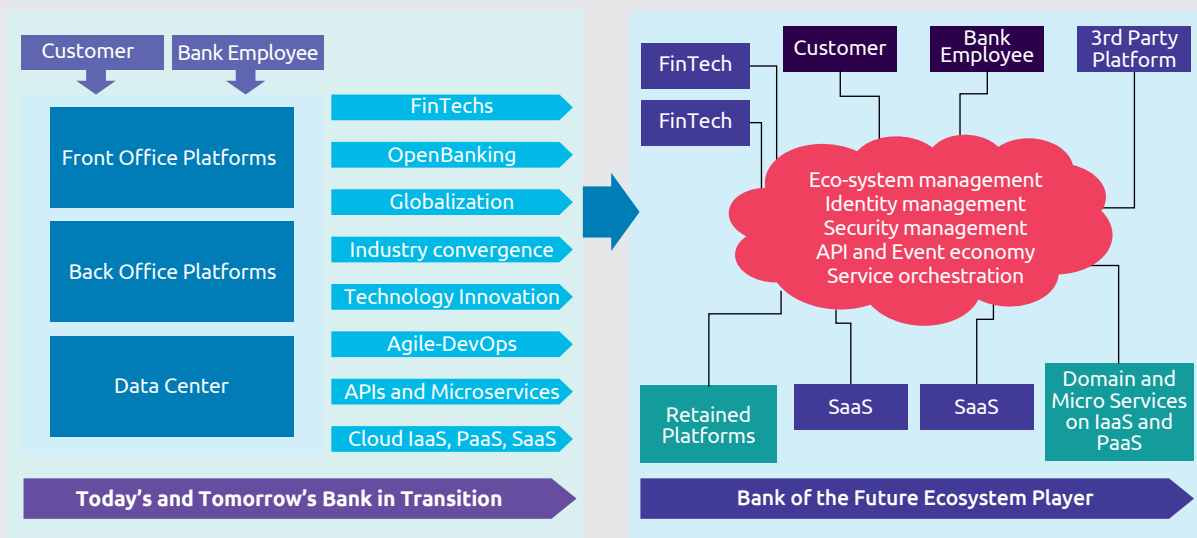 Customer
Bank Employee
Front Office Platforms
Back Office Platforms
Data Center
FinTechs
OpenBanking
Globalization
Industry convergence
Technology Innovation
Agile-DevOps
APIs and Microservices
Cloud IaaS, PaaS, SaaS
Today's and Tomorrow's Bank in Transition
FinTech
FinTech
Customer
Bank
Employee
3rd Party
Platform
Eco-system management
Identity management
Security management
API and Event economy
Service orchestration
Retained
Platforms
SaaS
SaaS
Domain and
Micro Services
on IaaS and
PaaS
Bank of the Future Ecosystem Player